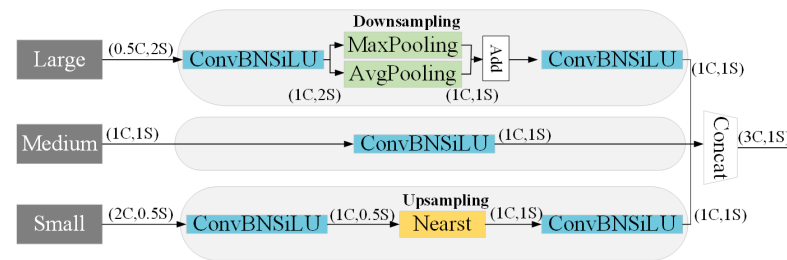 Downsampling
Large
(0.5C,2S)
ConvBNSiLU
MaxPooling
AvgPooling
Add
ConvBNSiLU
(1C,1S)
(1C,2S)
(1C,1S)
Medium
(1C,1S)
ConvBNSiLU
(1C,1S)
Concat
(3C,1S)
Upsampling
Small
(2C,0.5S)
ConvBNSiLU
(1C,0.5S)
Nearst
(1C,1S)
ConvBNSiLU
(1C,1S)